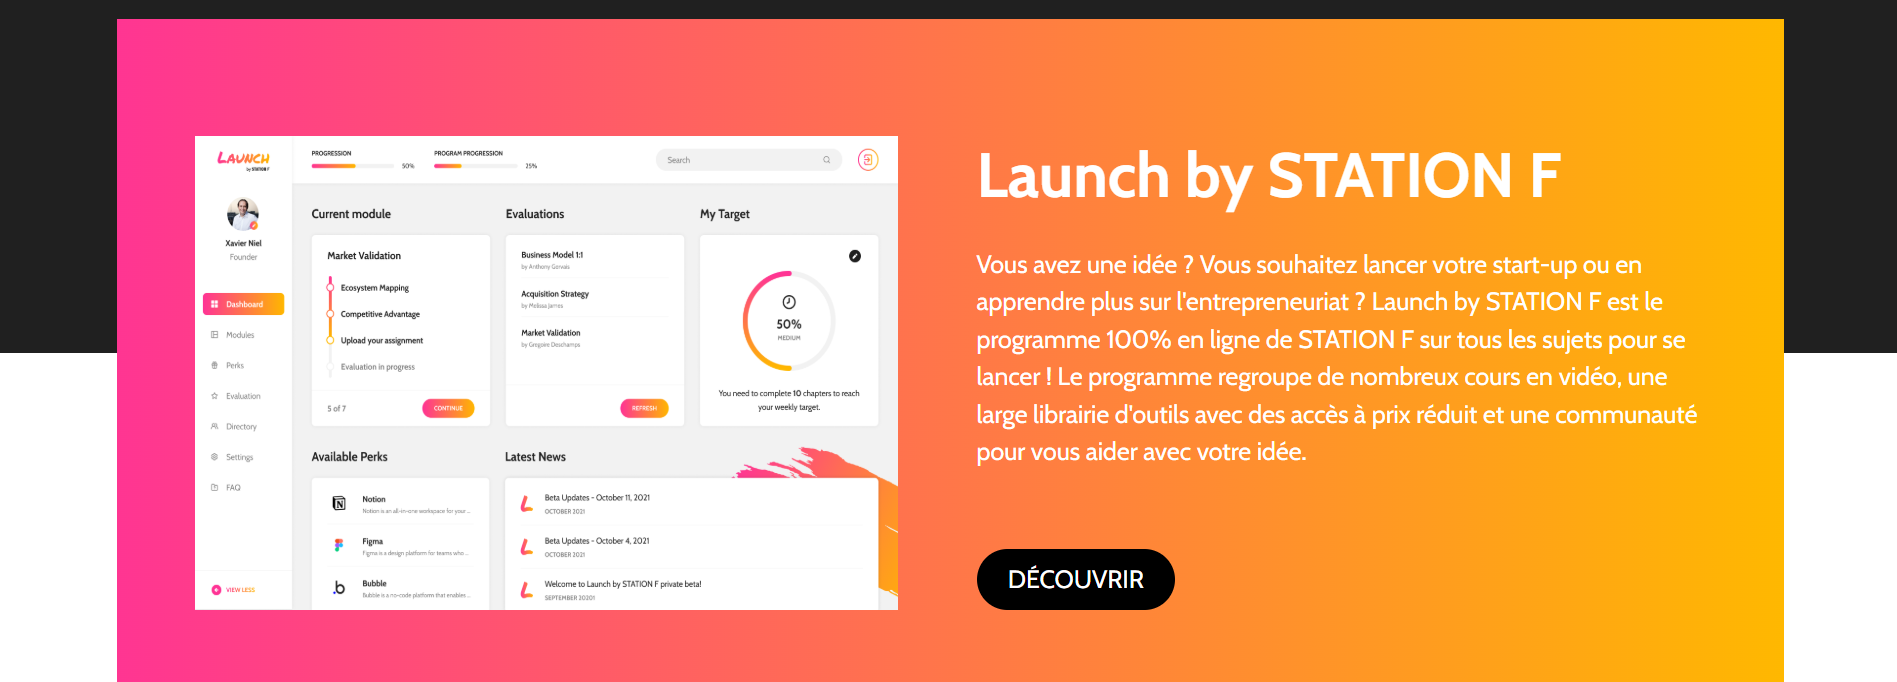 LAUNCH
by STATION F
PROGRESSION
50%
PROGRAM PROGRESSION
25%
Search
Xavier Niel
Founder
Dashboard
Modules
Perks
Evaluation
Directory
Settings
FAQ
VIEW LESS
Current module
Market Validation
Ecosystem Mapping
Competitive Advantage
Upload your assignment
Evaluation in progress
5 of 7
CONTINUE
Evaluations
Business Model 1:1
by Anthony Gervais
Acquisition Strategy
by Melissa Jarros
Market Validation
by Gregoire Deschamps
REFRESH
My Target
50%
MEDIUM
You need to complete 10 chapters to reach
your weekly target.
Available Perks
Notion
Notion is an all-in-one workspace for your ...
Figma
Figma is a design platform for teams who ...
Bubble
Bubble is a no-code platform that enables ...
Latest News
Beta Updates - October 11, 2021
OCTOBER 2021
Beta Updates - October 4, 2021
OCTOBER 2021
Welcome to Launch by STATION F private beta!
SEPTEMBER 20201
Launch by STATION F
Vous avez une idée ? Vous souhaitez lancer votre start-up ou en
apprendre plus sur l'entrepreneuriat ? Launch by STATION F est le
programme 100% en ligne de STATION F sur tous les sujets pour se
lancer ! Le programme regroupe de nombreux cours en vidéo, une
large librairie d'outils avec des accès à prix réduit et une communauté
pour vous aider avec votre idée.
DÉCOUVRIR